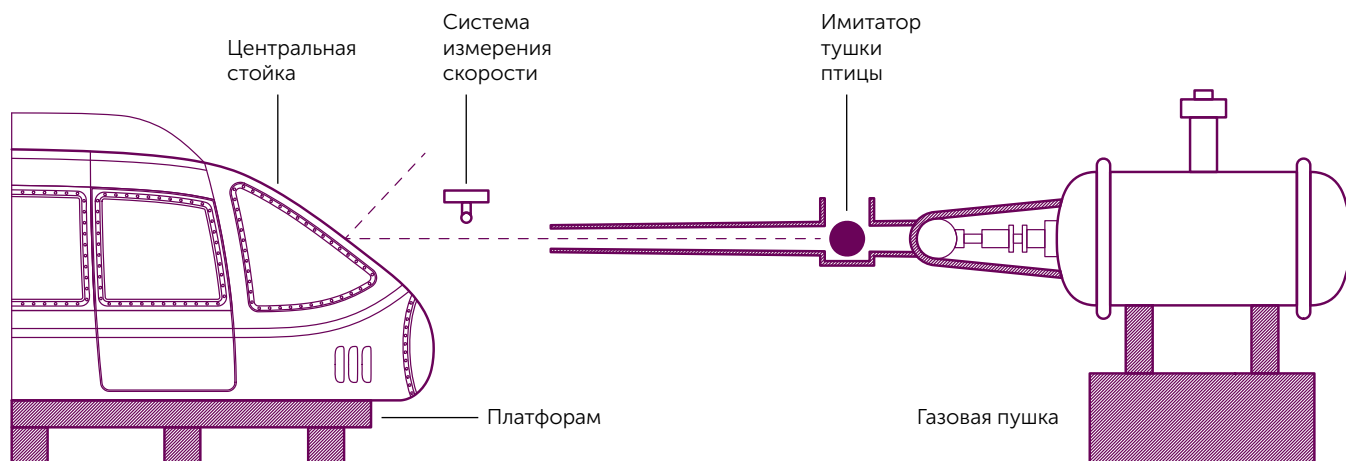 Центральная
стойка
Система
измерения
скорости
Имитатор
тушки
птицы
Платфорам
Газовая пушка